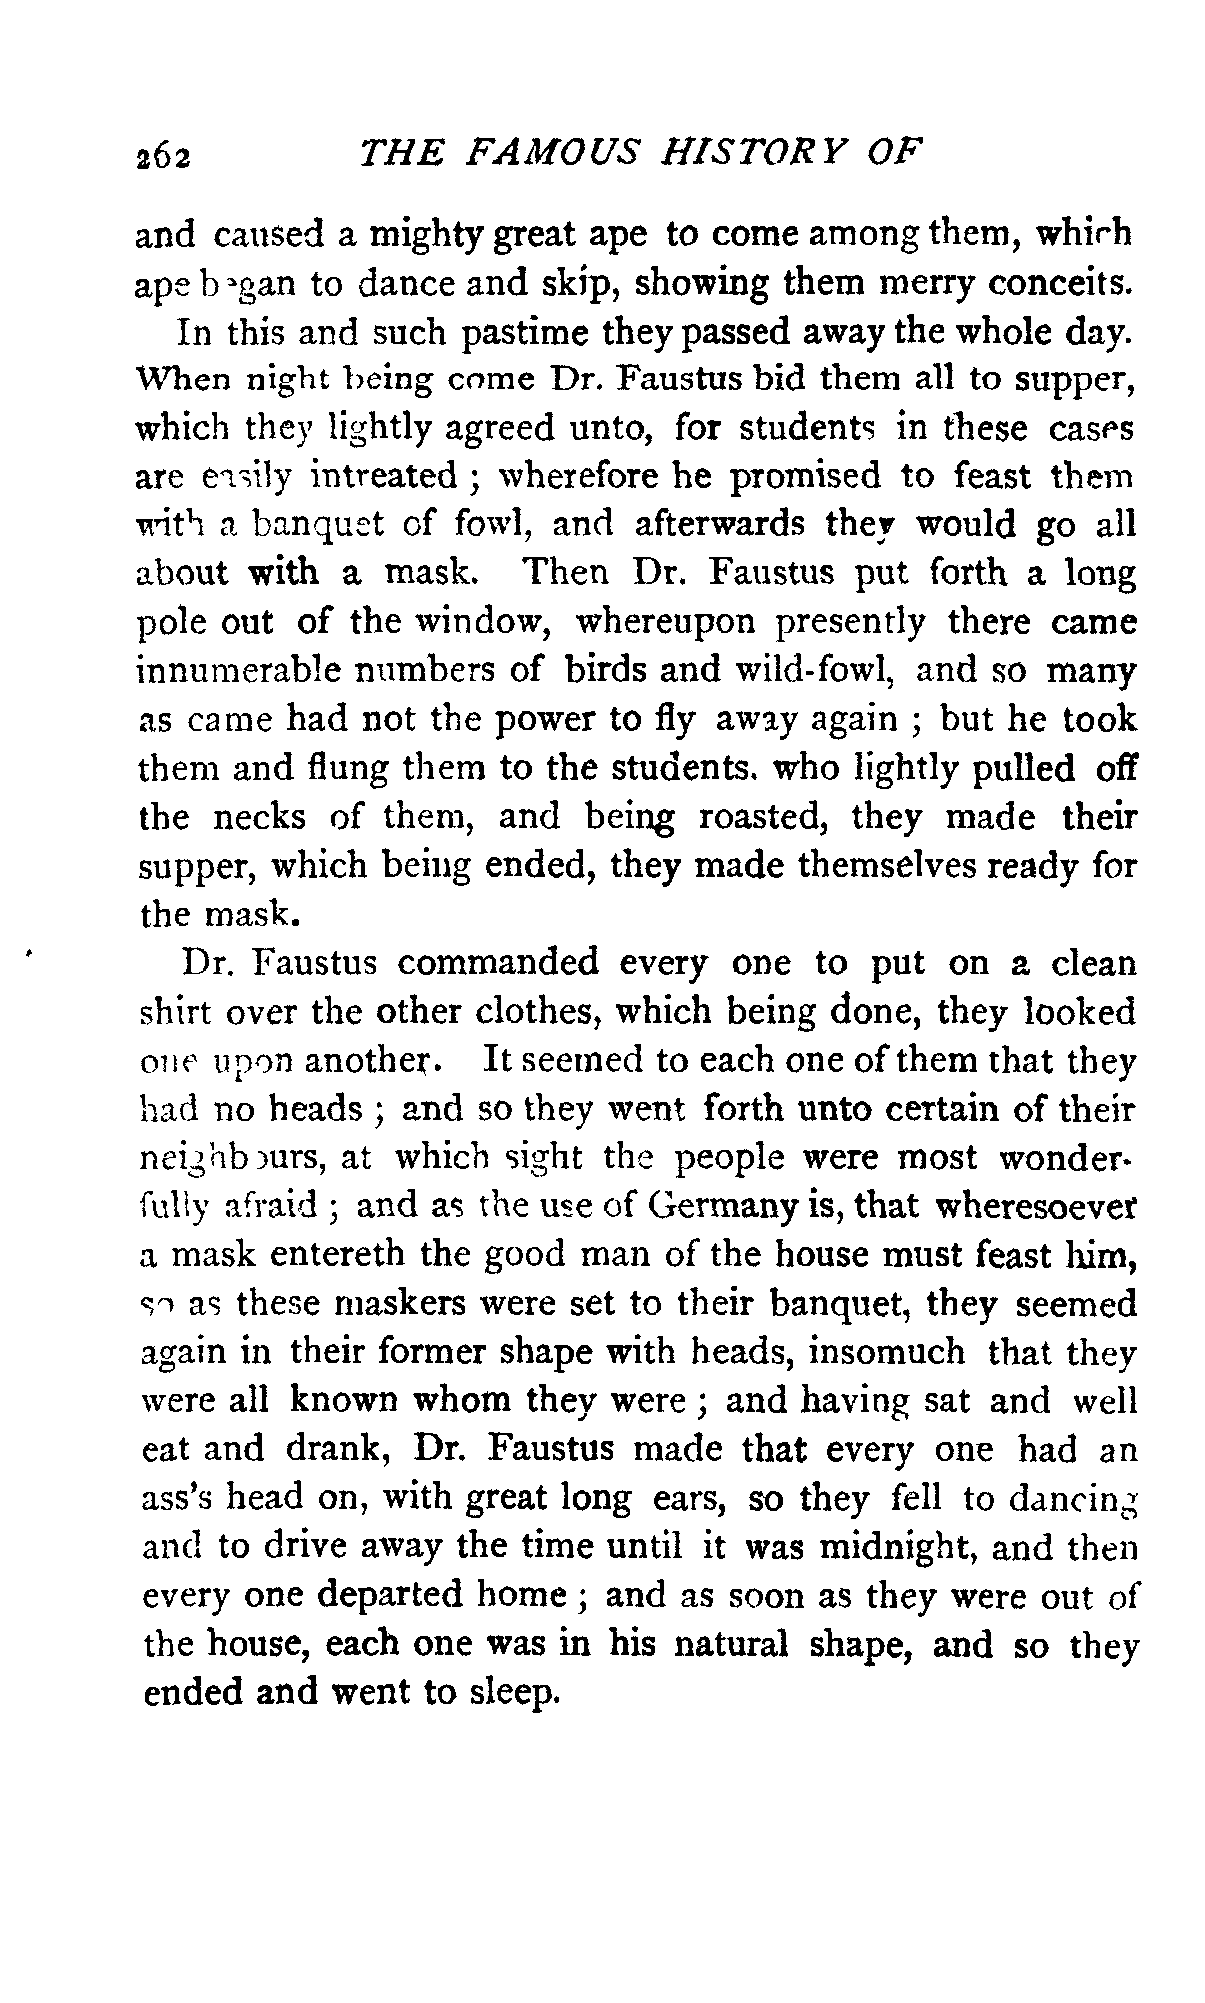 262 THE FAMOUS HISTORY OF
and caused a mighty great ape to come among them, which
ape began to dance and skip, showing them merry conceits.
In this and such pastime they passed away the whole day.
When night being come Dr. Faustus bid them all to supper,
which they lightly agreed unto, for students in these cases
are easily intreated ; wherefore he promised to feast them
with a banquet of fowl, and afterwards they would go all
about with a mask. Then Dr. Faustus put forth a long
pole out of the window, whereupon presently there came
innumerable numbers of birds and wild-fowl, and so many
as came had not the power to fly away again ; but he took
them and flung them to the students. who lightly pulled off
the necks of them, and being roasted, they made their
supper, which being ended, they made themselves ready for
the mask.
Dr. Faustus commanded every one to put on a clean
shirt over the other clothes, which being done, they looked
one upon another. It seemed to each one of them that they
had no heads ; and so they went forth unto certain of their
neighbours, at which sight the people were most wonder-
fully afraid ; and as the use of Germany is, that wheresoever
a mask entereth the good man of the house must feast him,
so as these maskers were set to their banquet, they seemed
again in their former shape with heads, insomuch that they
were all known whom they were ; and having sat and well
eat and drank, Dr. Faustus made that every one had an
ass's head on, with great long ears, so they fell to dancing
and to drive away the time until it was midnight, and then
every one departed home ; and as soon as they were out of
the house, each one was in his natural shape, and so they
ended and went to sleep.